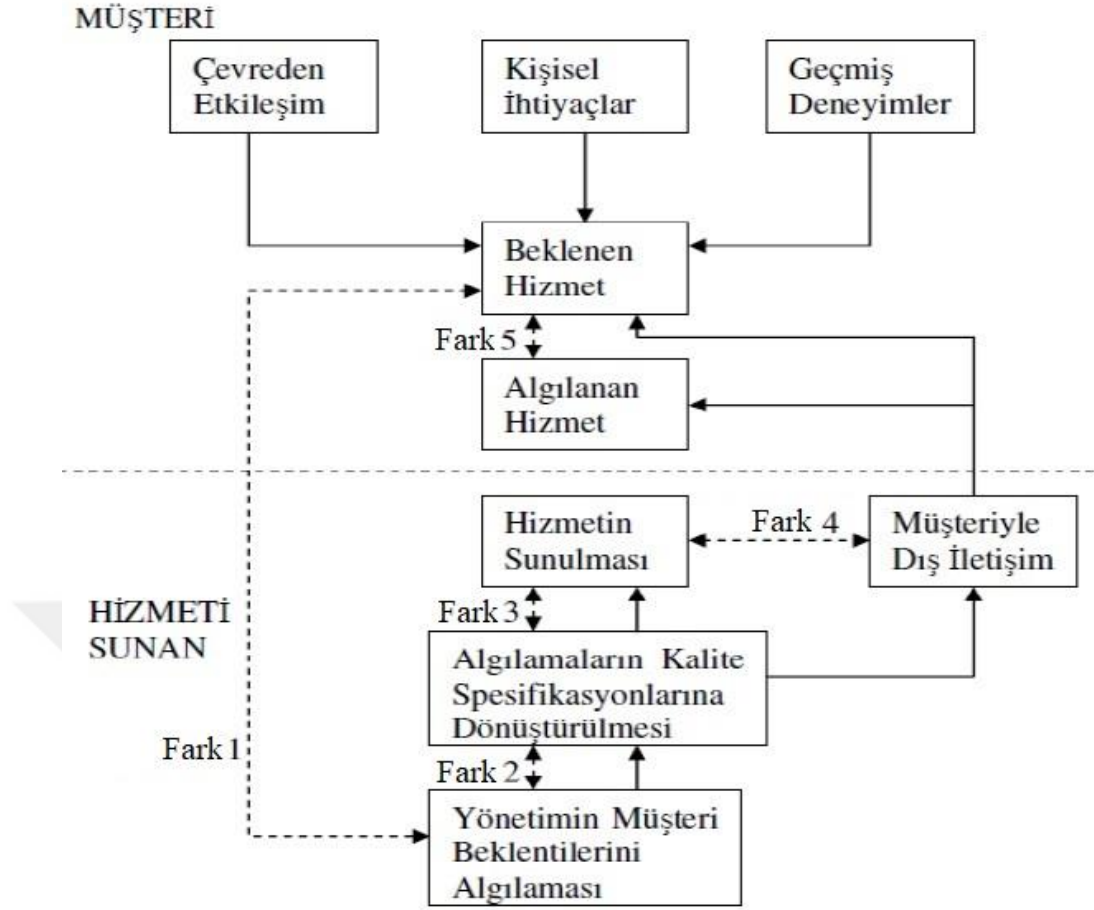 MÜŞTERİ
Çevreden
Etkileşim
Kişisel
İhtiyaçlar
Geçmiş
Deneyimler
Beklenen
Hizmet
Fark 5
Algılanan
Hizmet
Hizmetin
Sunulması
Fark 4
Müşteriyle
Dış İletişim
HİZMETİ
SUNAN
Fark 3
Algılamaların Kalite
Spesifikasyonlarına
Dönüştürülmesi
Fark 1
Fark 2
Yönetimin Müşteri
Beklentilerini
Algılaması